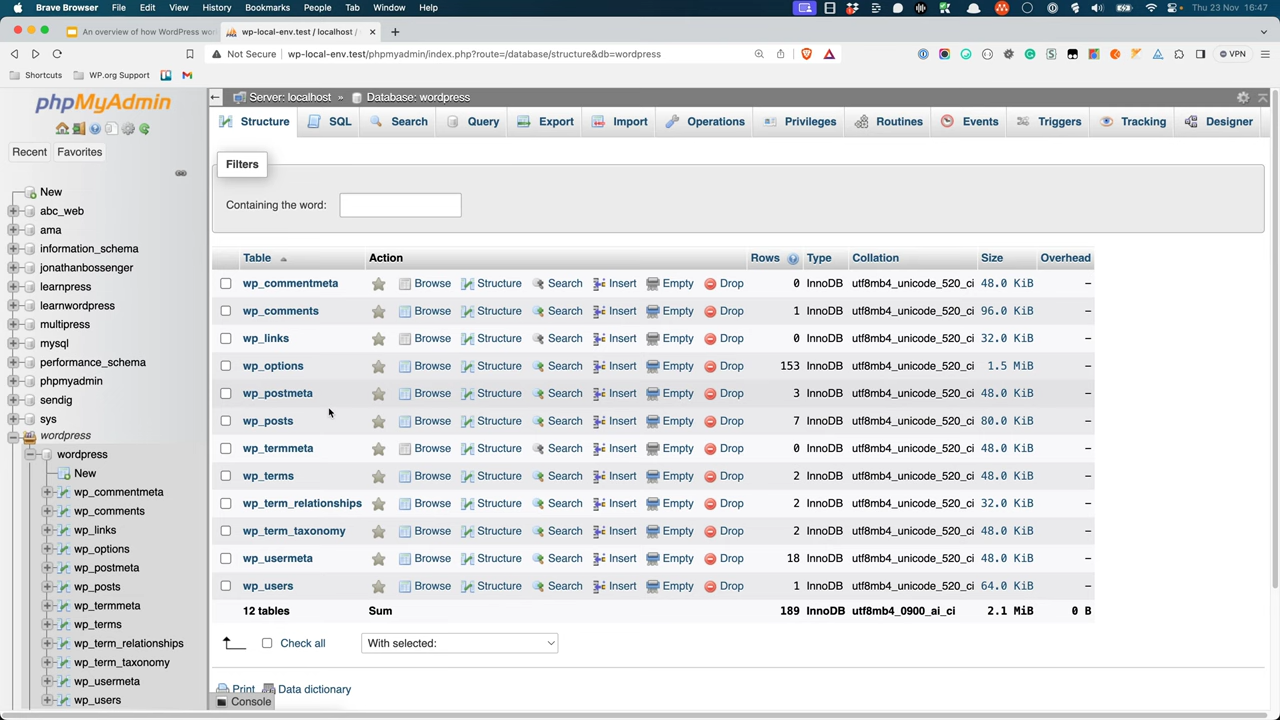 Brave Browser File Edit View History Bookmarks People Tab Window Help Thu 23 Nov 16:47
An overview of how WordPress wor
wp-local-env.test / localhost /
Not Secure wp-local-env.test/phpmyadmin/index.php?route=/database/structure&db=wordpress VPN
Shortcuts WP.org Support
phpMyAdmin
Recent Favorites
New
abc_web
ama
information_schema
jonathanbossenger
learnpress
learnwordpress
multipress
mysql
performance_schema
phpmyadmin
sendig
sys
wordpress
wordpress
New
wp_commentmeta
wp_comments
wp_links
wp_options
wp_postmeta
wp_posts
wp_termmeta
wp_terms
wp_term_relationships
wp_term_taxonomy
wp_usermeta
wp_users
Server: localhost » Database: wordpress
Structure SQL Search Query Export Import Operations Privileges Routines Events Triggers Tracking Designer
Filters
Containing the word:
Table Action Rows Type Collation Size Overhead
wp_commentmeta Browse Structure Search Insert Empty Drop 0 InnoDB utf8mb4_unicode_520_ci 48.0 KiB –
wp_comments Browse Structure Search Insert Empty Drop 1 InnoDB utf8mb4_unicode_520_ci 96.0 KiB –
wp_links Browse Structure Search Insert Empty Drop 0 InnoDB utf8mb4_unicode_520_ci 32.0 KiB –
wp_options Browse Structure Search Insert Empty Drop 153 InnoDB utf8mb4_unicode_520_ci 1.5 MiB –
wp_postmeta Browse Structure Search Insert Empty Drop 3 InnoDB utf8mb4_unicode_520_ci 48.0 KiB –
wp_posts Browse Structure Search Insert Empty Drop 7 InnoDB utf8mb4_unicode_520_ci 80.0 KiB –
wp_termmeta Browse Structure Search Insert Empty Drop 0 InnoDB utf8mb4_unicode_520_ci 48.0 KiB –
wp_terms Browse Structure Search Insert Empty Drop 2 InnoDB utf8mb4_unicode_520_ci 48.0 KiB –
wp_term_relationships Browse Structure Search Insert Empty Drop 2 InnoDB utf8mb4_unicode_520_ci 32.0 KiB –
wp_term_taxonomy Browse Structure Search Insert Empty Drop 2 InnoDB utf8mb4_unicode_520_ci 48.0 KiB –
wp_usermeta Browse Structure Search Insert Empty Drop 18 InnoDB utf8mb4_unicode_520_ci 48.0 KiB –
wp_users Browse Structure Search Insert Empty Drop 1 InnoDB utf8mb4_unicode_520_ci 64.0 KiB –
12 tables Sum 189 InnoDB utf8mb4_0900_ai_ci 2.1 MiB 0 B
Check all With selected:
Print Data dictionary
Console